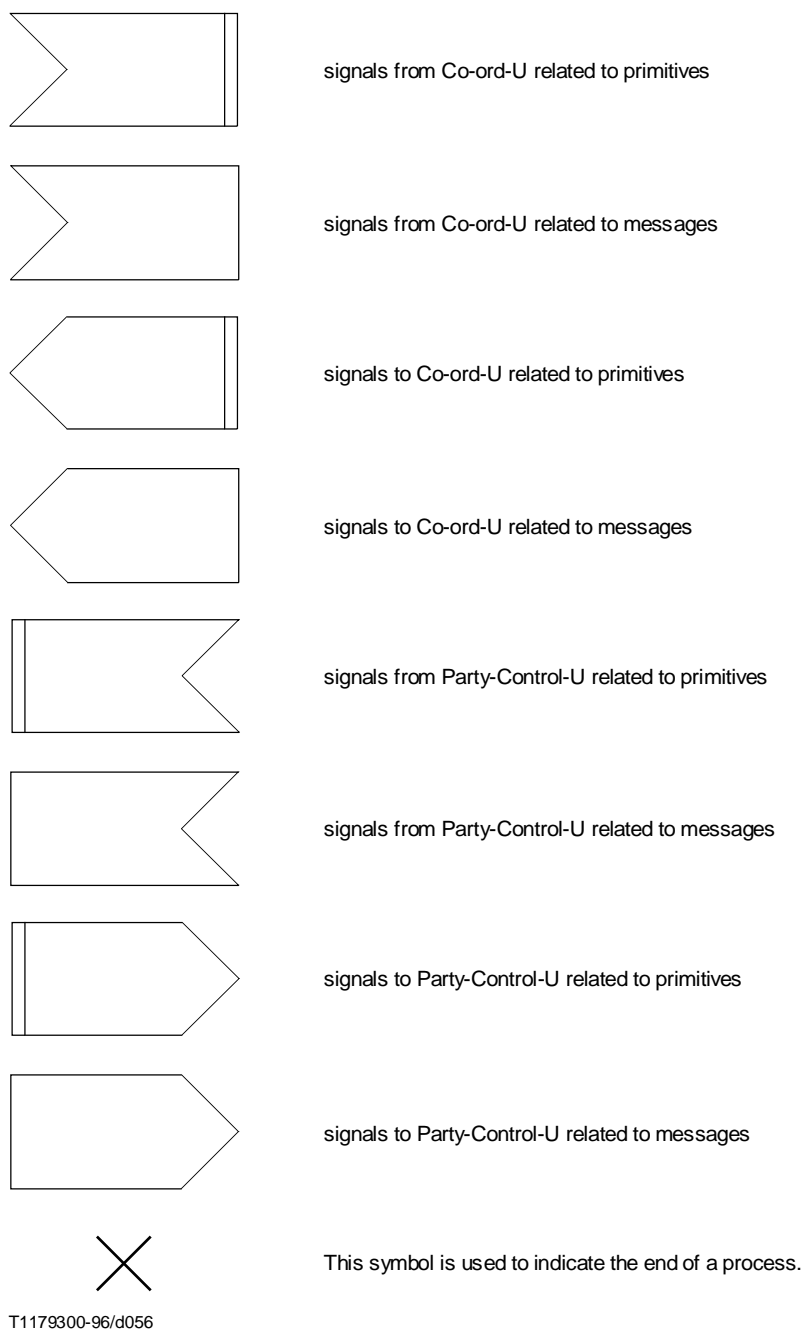 signals from Co-ord-U related to primitives
signals from Co-ord-U related to messages
signals to Co-ord-U related to primitives
signals to Co-ord-U related to messages
signals from Party-Control-U related to primitives
signals from Party-Control-U related to messages
signals to Party-Control-U related to primitives
signals to Party-Control-U related to messages
This symbol is used to indicate the end of a process.
T1179300-96/d056